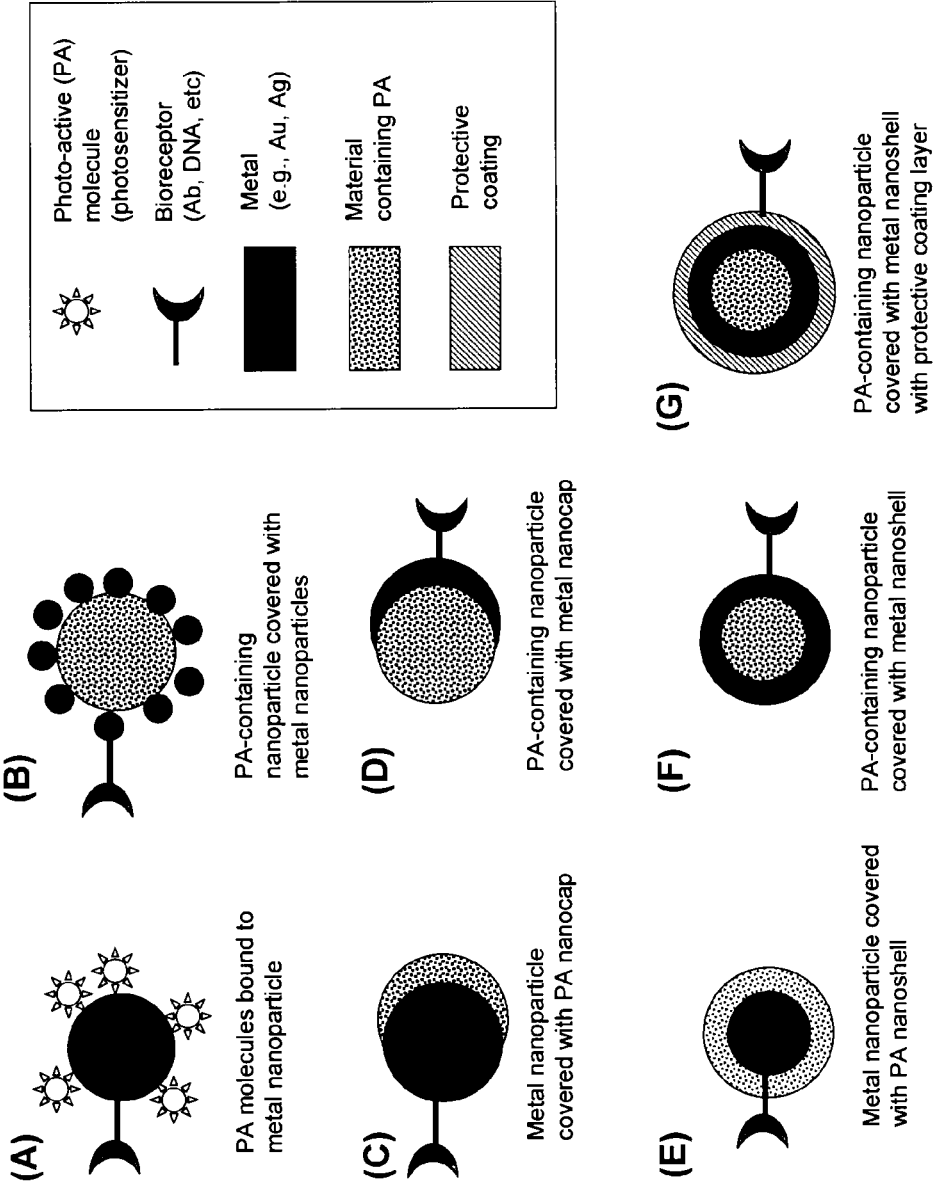 (A)
PA molecules bound to
metal nanoparticle
(B)
PA-containing
nanoparticle covered with
metal nanoparticles
Photo-active (PA)
molecule
(photosensitizer)
Bioreceptor
(Ab, DNA, etc)
Metal
(e.g., Au, Ag)
Material
containing PA
Protective
coating
(C)
Metal nanoparticle
covered with PA nanocap
(D)
PA-containing nanoparticle
covered with metal nanocap
(E)
Metal nanoparticle covered
with PA nanoshell
(F)
PA-containing nanoparticle
covered with metal nanoshell
(G)
PA-containing nanoparticle
covered with metal nanoshell
with protective coating layer